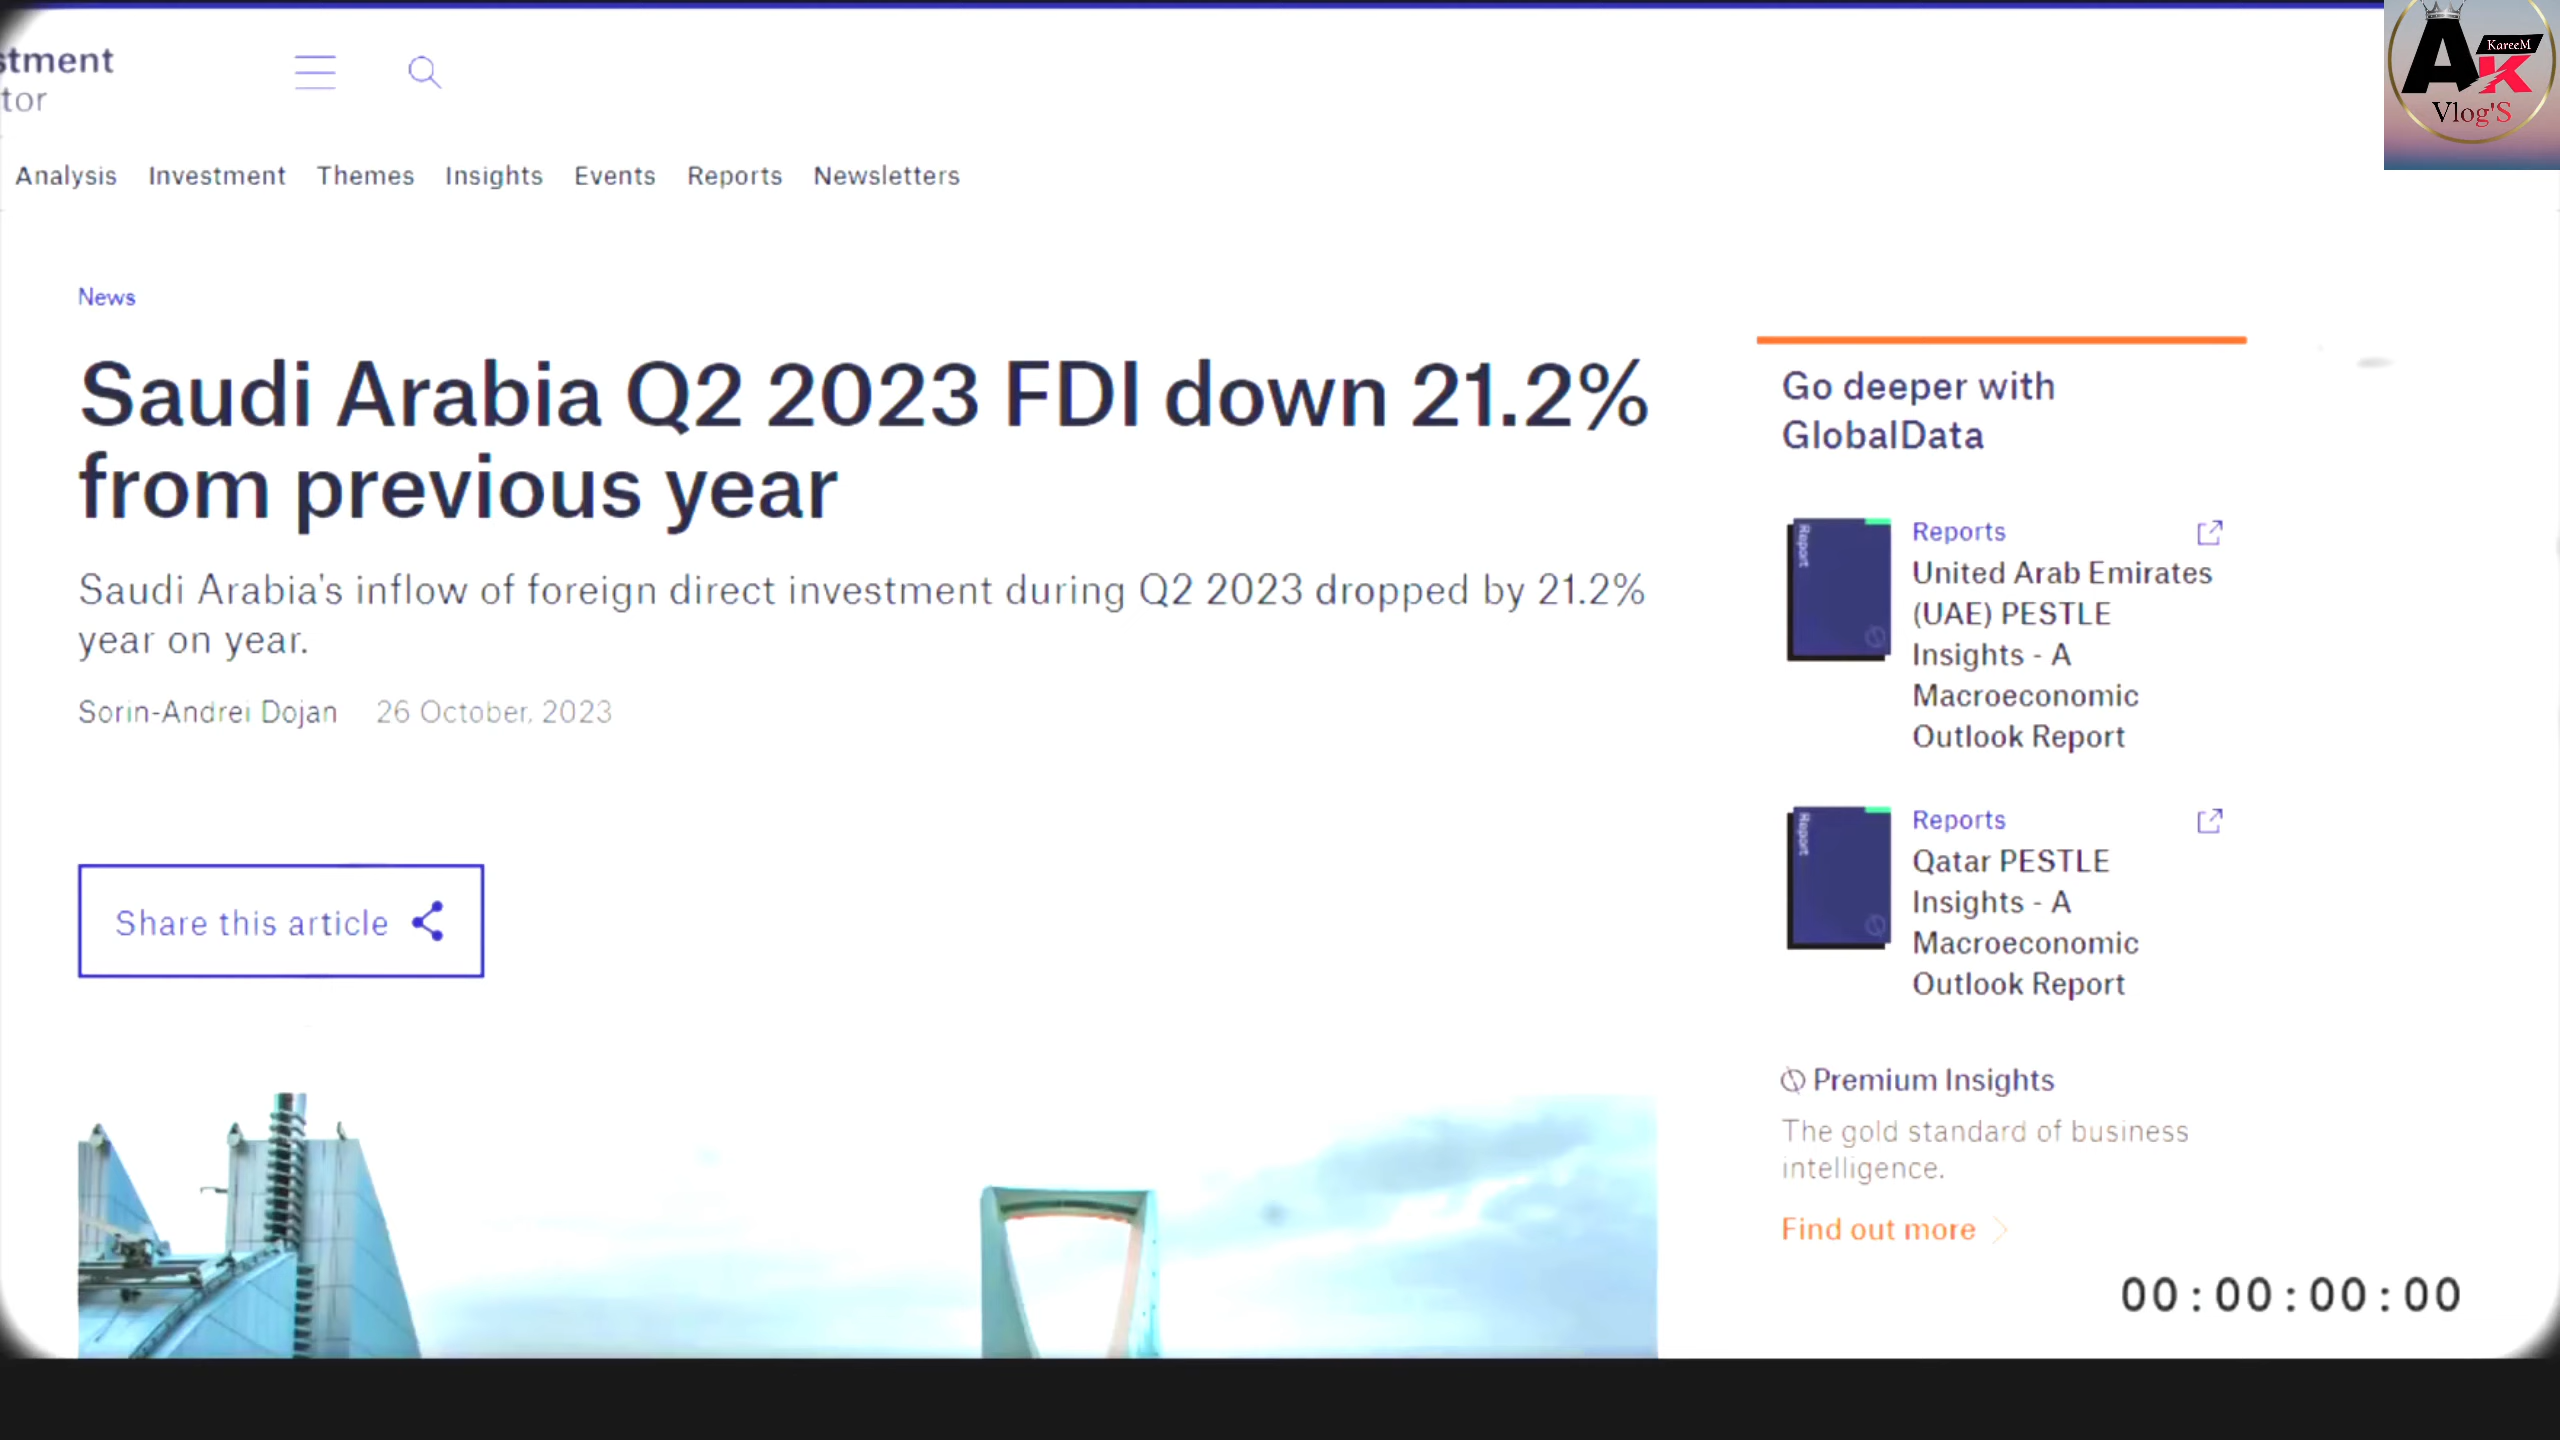 stment
tor
KareeM
AK
Vlog'S
Analysis Investment Themes Insights Events Reports Newsletters
News
Saudi Arabia Q2 2023 FDI down 21.2%
from previous year
Saudi Arabia's inflow of foreign direct investment during Q2 2023 dropped by 21.2%
year on year.
Sorin-Andrei Dojan 26 October, 2023
Share this article
Go deeper with
GlobalData
Report
Reports
United Arab Emirates
(UAE) PESTLE
Insights - A
Macroeconomic
Outlook Report
Report
Reports
Qatar PESTLE
Insights - A
Macroeconomic
Outlook Report
Premium Insights
The gold standard of business
intelligence.
Find out more
00:00:00:00